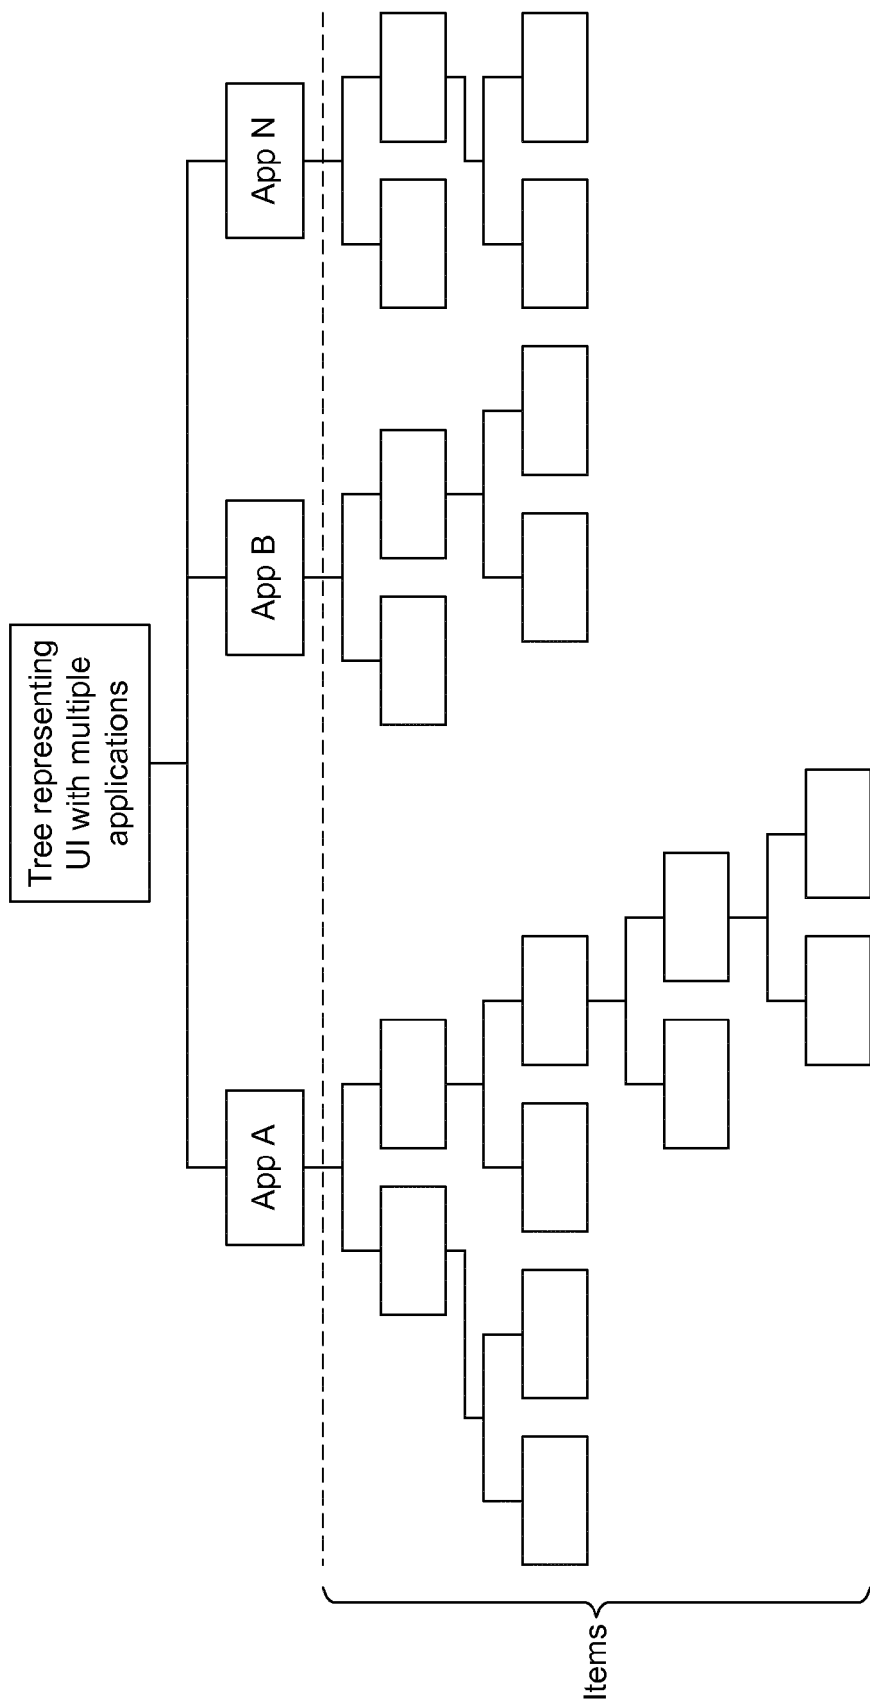 Tree representing
UI with multiple
applications
App A
App B
App N
Items